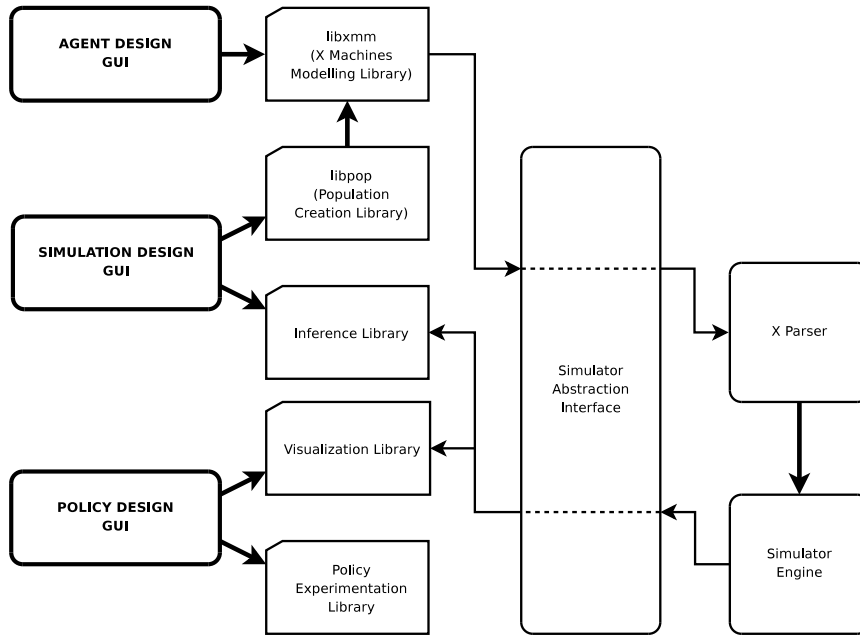 AGENT DESIGN
GUI
libxmm
(X Machines
Modelling Library)
libpop
(Population
Creation Library)
SIMULATION DESIGN
GUI
Inference Library
Simulator
Abstraction
Interface
X Parser
Visualization Library
POLICY DESIGN
GUI
Policy
Experimentation
Library
Simulator
Engine